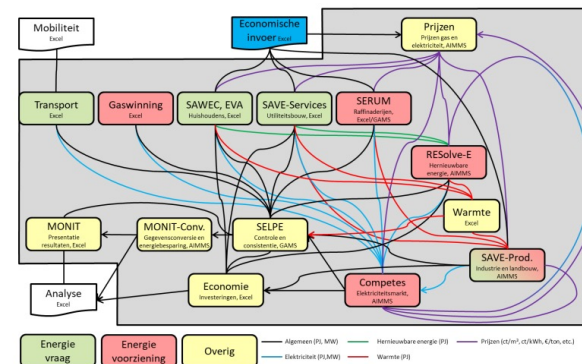 Mobiliteit
Excel
Economische
invoer Excel
Prijzen
Prijzen gas en
elektriciteit, AIMMS
Transport
Excel
Gaswinning
Excel
SAWEC, EVA
Huishoudens, Excel
SAVE-Services
Utiliteitsbouw, Excel
SERUM
Raffinaderijen,
Excel/GAMS
RESolve-E
Hernieuwbare
energie, AIMMS
Warmte
Excel
MONIT
Presentatie
resultaten, Excel
MONIT-Conv.
Gegevensconversie en
energiebesparing, AIMMS
SELPE
Controle en
consistentie, GAMS
SAVE-Prod.
Industrie en landbouw,
AIMMS
Analyse
Excel
Economie
Investeringen, Excel
Competes
Elektriciteitsmarkt,
AIMMS
Energie
vraag
Energie
voorziening
Overig
Algemeen (PJ, MW)
Hernieuwbare energie (PJ)
Prijzen (ct/m³, ct/kWh, €/ton, etc.)
Elektriciteit (PJ,MW)
Warmte (PJ)